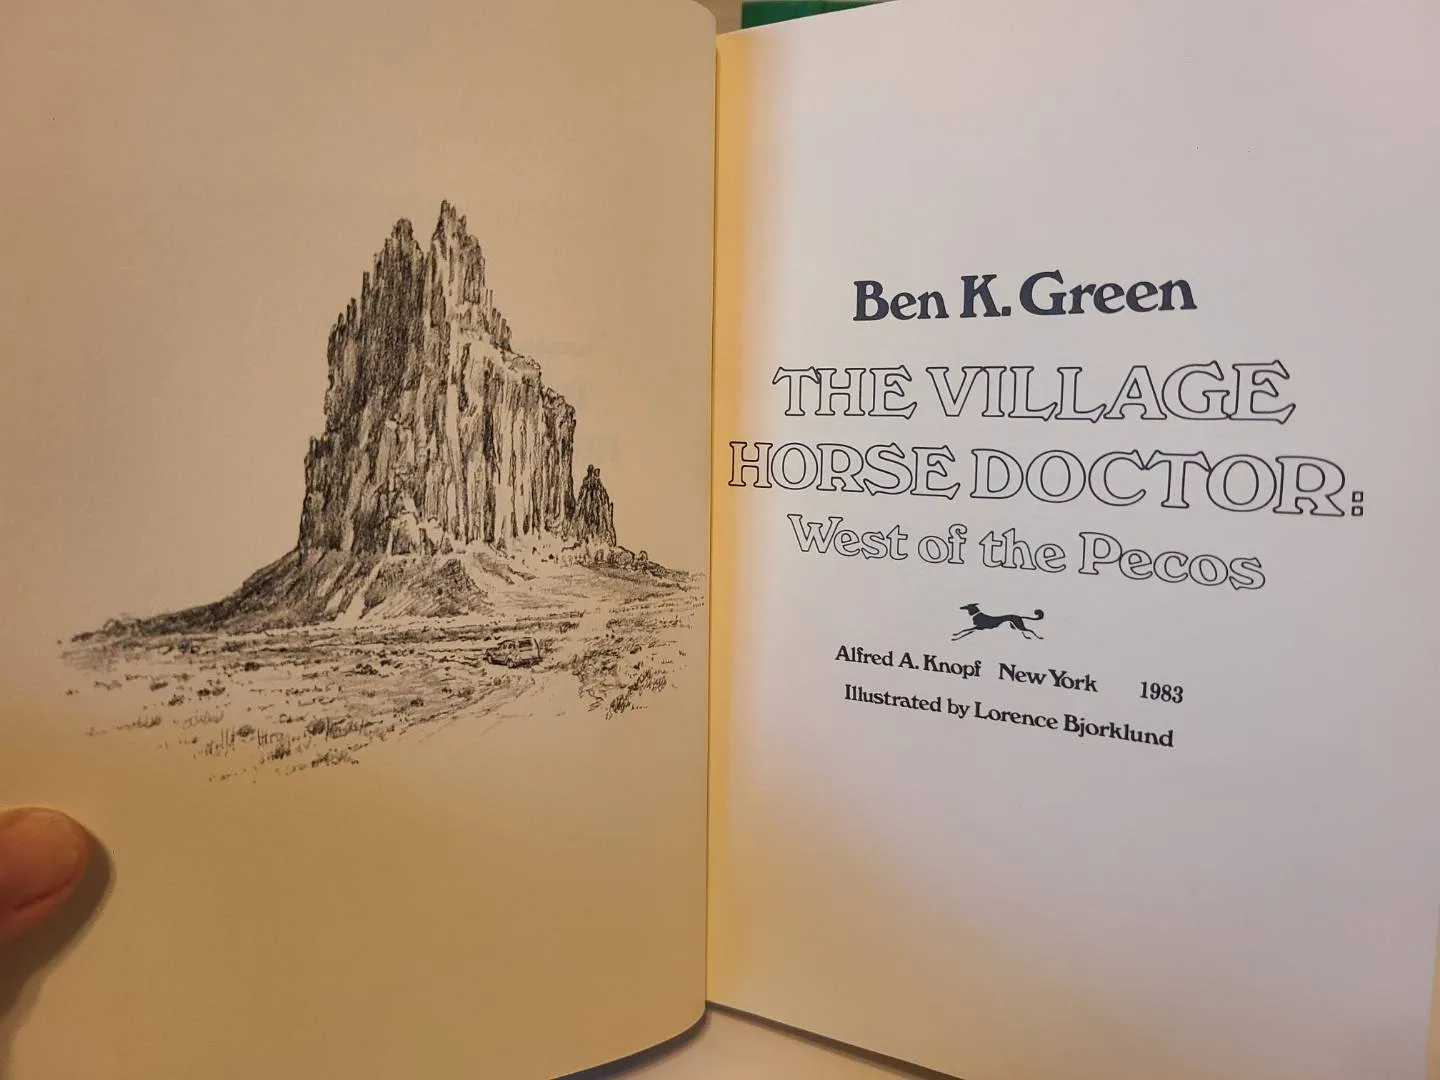 Ben K. Green
THE VILLAGE
HORSE DOCTOR:
West of the Pecos
Alfred A. Knopf New York 1983
Illustrated by Lorence Bjorklund